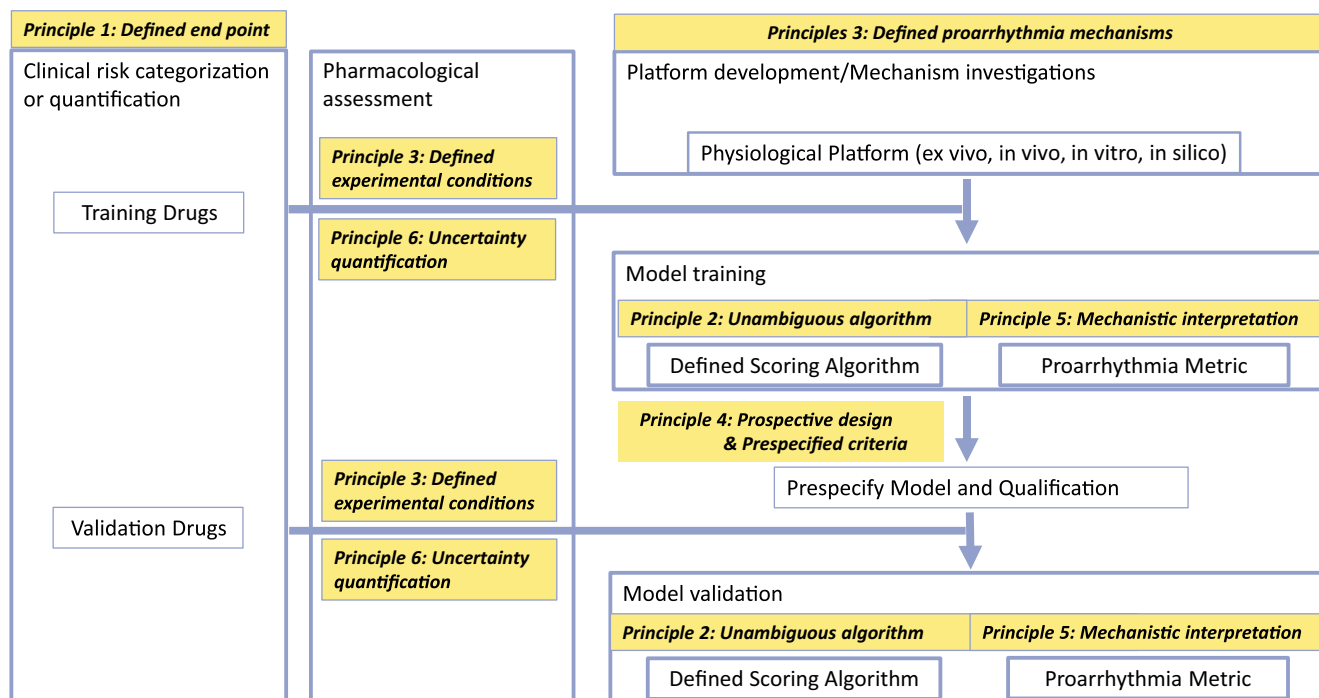 Principle 1: Defined end point
Clinical risk categorization
or quantification
Training Drugs
Validation Drugs
Pharmacological
assessment
Principle 3: Defined
experimental conditions
Principle 6: Uncertainty
quantification
Principle 3: Defined
experimental conditions
Principle 6: Uncertainty
quantification
Principles 3: Defined proarrhythmia mechanisms
Platform development/Mechanism investigations
Physiological Platform (ex vivo, in vivo, in vitro, in silico)
Model training
Principle 2: Unambiguous algorithm
Principle 5: Mechanistic interpretation
Defined Scoring Algorithm
Proarrhythmia Metric
Principle 4: Prospective design
& Prespecified criteria
Prespecify Model and Qualification
Model validation
Principle 2: Unambiguous algorithm
Principle 5: Mechanistic interpretation
Defined Scoring Algorithm
Proarrhythmia Metric